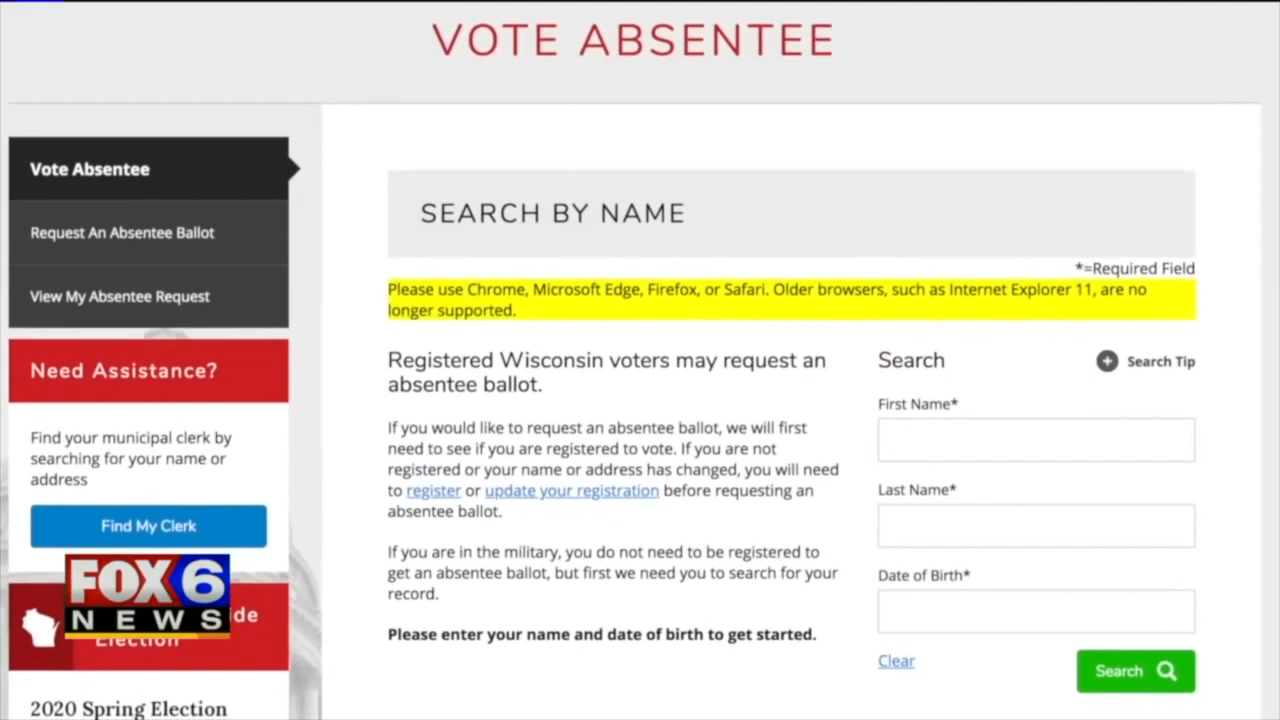 VOTE ABSENTEE
Vote Absentee
Request An Absentee Ballot
View My Absentee Request
Need Assistance?
Find your municipal clerk by
searching for your name or
address
Find My Clerk
FOX 6
NEWS
Election
2020 Spring Election
SEARCH BY NAME
*=Required Field
Please use Chrome, Microsoft Edge, Firefox, or Safari. Older browsers, such as Internet Explorer 11, are no
longer supported.
Registered Wisconsin voters may request an
absentee ballot.
If you would like to request an absentee ballot, we will first
need to see if you are registered to vote. If you are not
registered or your name or address has changed, you will need
to register or update your registration before requesting an
absentee ballot.
If you are in the military, you do not need to be registered to
get an absentee ballot, but first we need you to search for your
record.
Please enter your name and date of birth to get started.
Search
Search Tip
First Name*
Last Name*
Date of Birth*
Clear
Search